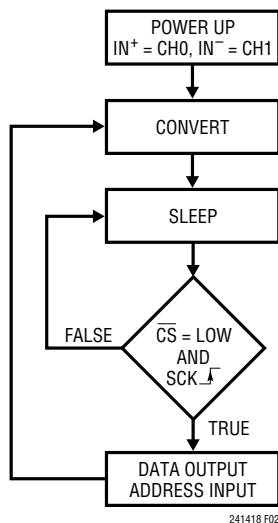 POWER UP
IN⁺ = CH0, IN⁻ = CH1
CONVERT
SLEEP
FALSE
C̅S̅ = LOW
AND
SCK
TRUE
DATA OUTPUT
ADDRESS INPUT
241418 F02